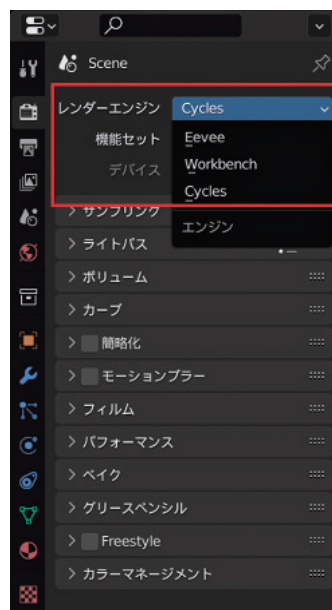 Scene
レンダーエンジン Cycles
機能セット Eevee
Workbench
デバイス
Cycles
> サンプリング
エンジン
> ライトパス
> ボリューム
> カーブ
> 簡略化
> モーションブラー
> フィルム
> パフォーマンス
> ベイク
> グリースペンシル
> Freestyle
> カラーマネージメント